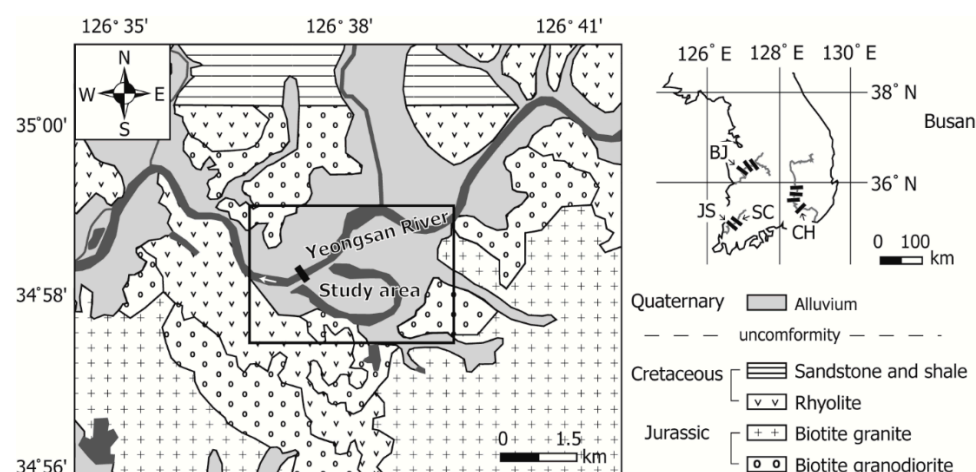 126° 35'
126° 38'
126° 41'
N
W
E
S
35° 00'
34° 58'
34° 56'
Yeongsan River
Study area
0
1.5
km
126° E
128° E
130° E
38° N
Busan
36° N
BJ
JS
SC
CH
0
100
km
Quaternary
Alluvium
uncomformity
Cretaceous
Sandstone and shale
Rhyolite
Jurassic
Biotite granite
Biotite granodiorite